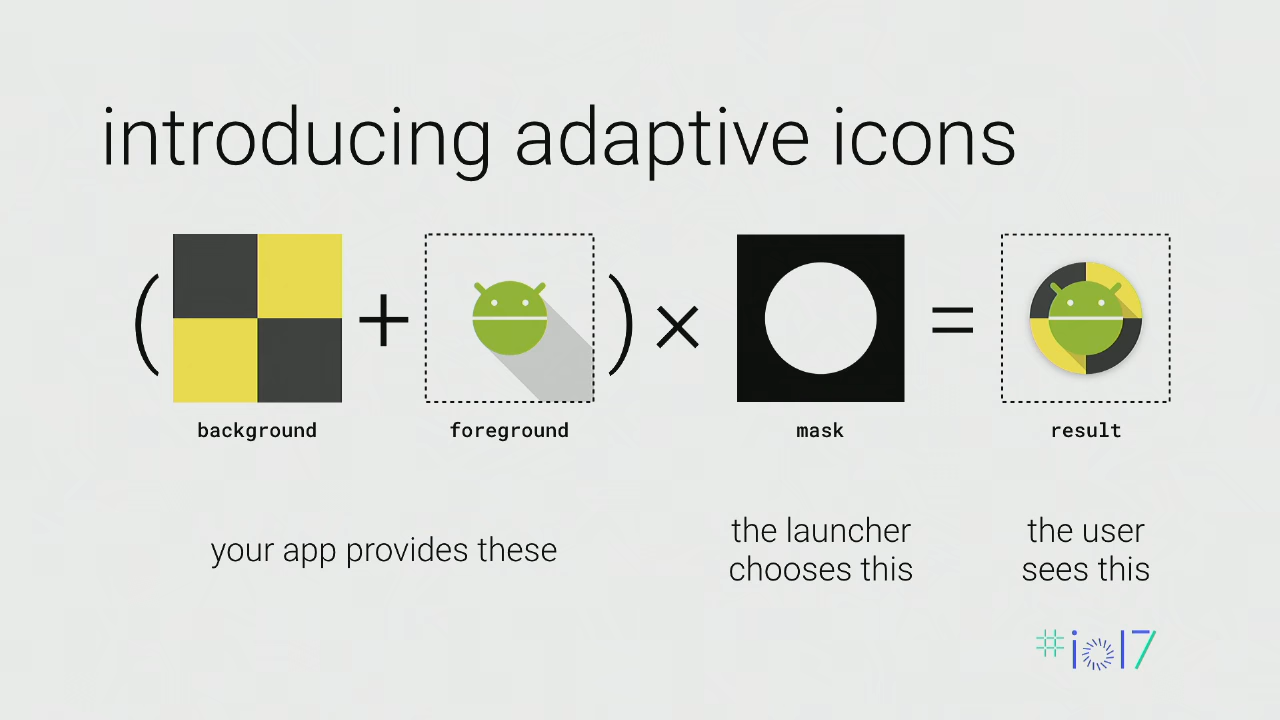 introducing adaptive icons
( + ) × =
background foreground mask result
your app provides these
the launcher
chooses this
the user
sees this
#io17